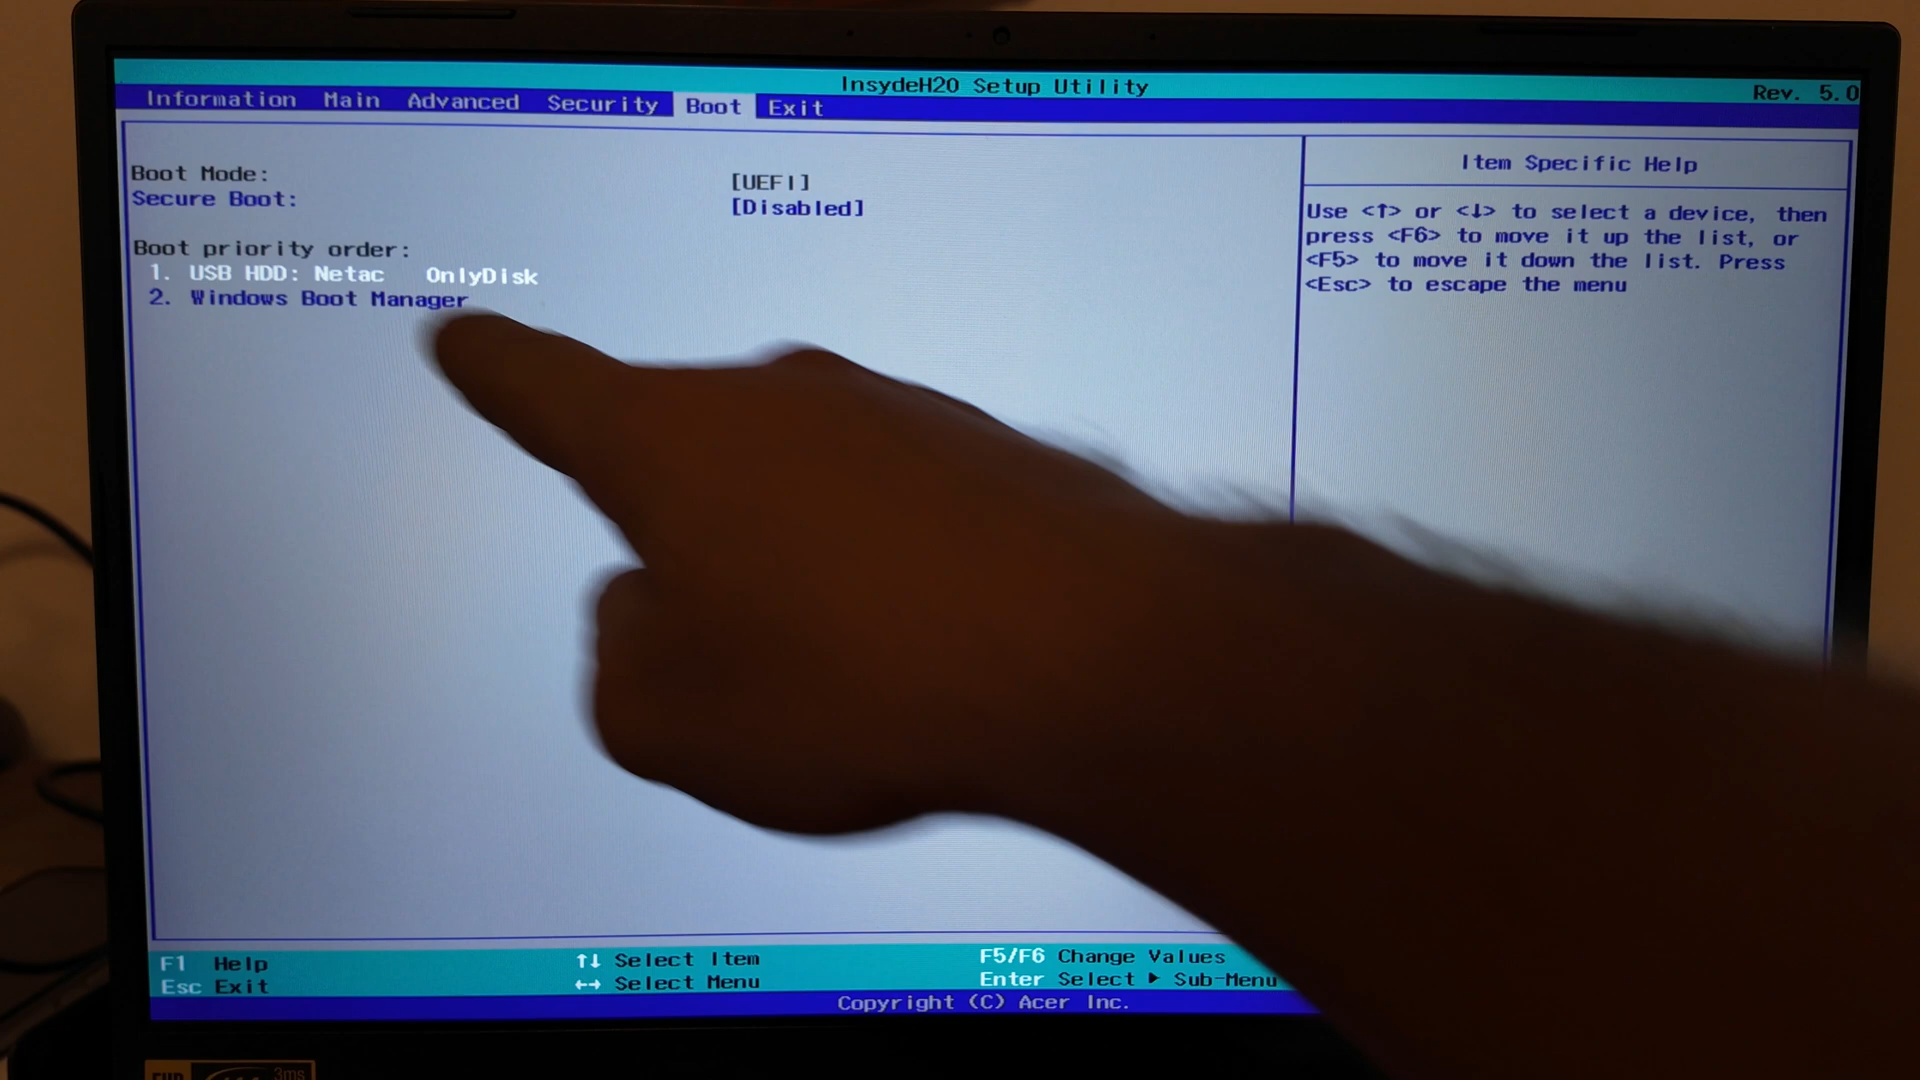 InsydeH20 Setup Utility Rev. 5.0
Information Main Advanced Security Boot Exit
Boot Mode: [UEFI]
Secure Boot: [Disabled]
Boot priority order:
1. USB HDD: Netac OnlyDisk
2. Windows Boot Manager
Item Specific Help
Use <↑> or <↓> to select a device, then
press <F6> to move it up the list, or
<F5> to move it down the list. Press
<Esc> to escape the menu
F1 Help ↑↓ Select Item F5/F6 Change Values
Esc Exit ←→ Select Menu Enter Select ▶ Sub-Menu
Copyright (C) Acer Inc.
3ms